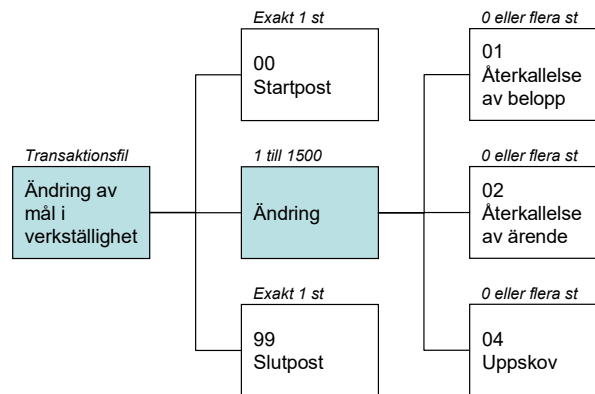 Transaktionsfil
Ändring av
mål i
verkställighet
Exakt 1 st
00
Startpost
1 till 1500
Ändring
Exakt 1 st
99
Slutpost
0 eller flera st
01
Återkallelse
av belopp
0 eller flera st
02
Återkallelse
av ärende
0 eller flera st
04
Uppskov